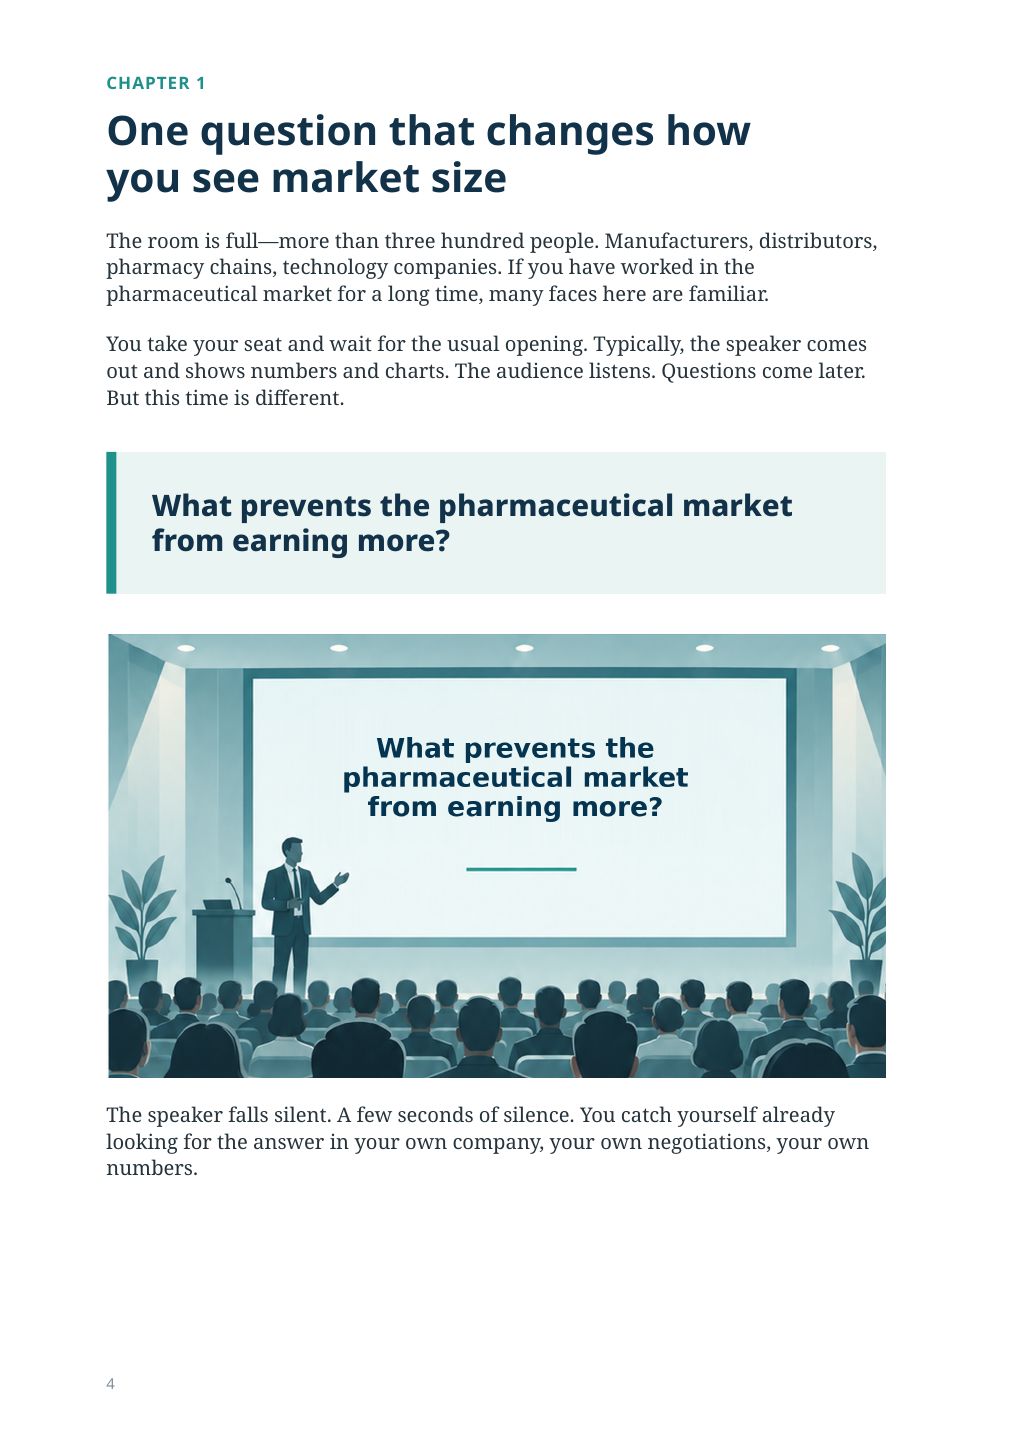 CHAPTER 1
One question that changes how
you see market size
The room is full—more than three hundred people. Manufacturers, distributors,
pharmacy chains, technology companies. If you have worked in the
pharmaceutical market for a long time, many faces here are familiar.
You take your seat and wait for the usual opening. Typically, the speaker comes
out and shows numbers and charts. The audience listens. Questions come later.
But this time is different.
What prevents the pharmaceutical market
from earning more?
What prevents the
pharmaceutical market
from earning more?
The speaker falls silent. A few seconds of silence. You catch yourself already
looking for the answer in your own company, your own negotiations, your own
numbers.
4